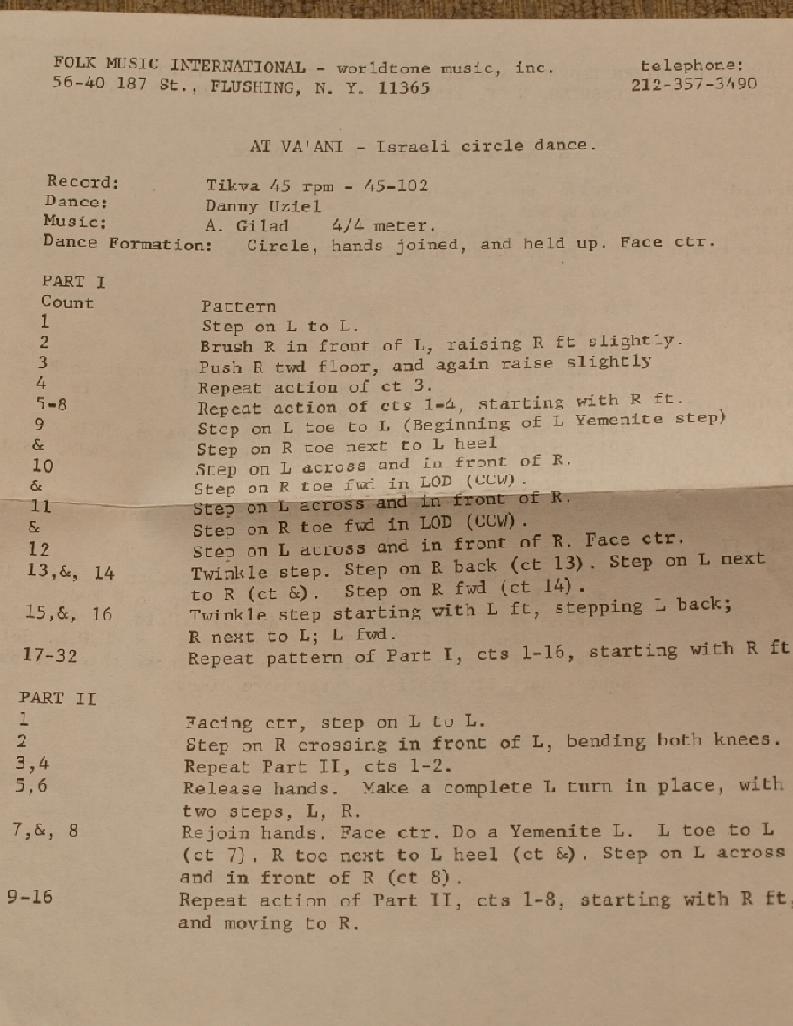 FOLK MUSIC INTERNATIONAL - worldtone music, inc. telephone:
56-40 187 St., FLUSHING, N. Y. 11365 212-357-3490
AT VA'ANI - Israeli circle dance.
Record: Tikva 45 rpm - 45-102
Dance: Danny Uziel
Music: A. Gilad 4/4 meter.
Dance Formation: Circle, hands joined, and held up. Face ctr.
PART I
Count Pattern
1 Step on L to L.
2 Brush R in front of L, raising R ft slightly.
3 Push R twd floor, and again raise slightly
4 Repeat action of ct 3.
5-8 Repeat action of cts 1-4, starting with R ft.
9 Step on L toe to L (Beginning of L Yemenite step)
& Step on R toe next to L heel
10 Step on L across and in front of R.
& Step on R toe fwd in LOD (CCW).
11 Step on L across and in front of R.
& Step on R toe fwd in LOD (CCW).
12 Step on L across and in front of R. Face ctr.
13,&, 14 Twinkle step. Step on R back (ct 13). Step on L next
to R (ct &). Step on R fwd (ct 14).
15,&, 16 Twinkle step starting with L ft, stepping L back;
R next to L; L fwd.
17-32 Repeat pattern of Part I, cts 1-16, starting with R ft
PART II
1 Facing ctr, step on L to L.
2 Step on R crossing in front of L, bending both knees.
3,4 Repeat Part II, cts 1-2.
5,6 Release hands. Make a complete L turn in place, with
two steps, L, R.
7,&, 8 Rejoin hands. Face ctr. Do a Yemenite L. L toe to L
(ct 7), R toe next to L heel (ct &). Step on L across
and in front of R (ct 8).
9-16 Repeat action of Part II, cts 1-8, starting with R ft,
and moving to R.